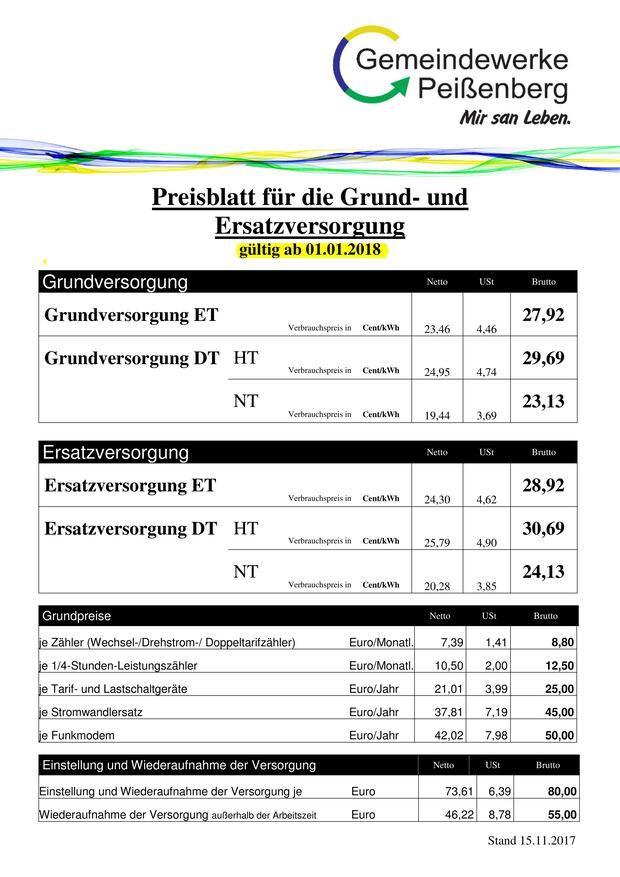 Gemeindewerke
Peißenberg
Mir san Leben.
Preisblatt für die Grund- und
Ersatzversorgung
gültig ab 01.01.2018
Grundversorgung Netto USt Brutto
Grundversorgung ET Verbrauchspreis in Cent/kWh 23,46 4,46 27,92
Grundversorgung DT HT Verbrauchspreis in Cent/kWh 24,95 4,74 29,69
NT Verbrauchspreis in Cent/kWh 19,44 3,69 23,13
Ersatzversorgung Netto USt Brutto
Ersatzversorgung ET Verbrauchspreis in Cent/kWh 24,30 4,62 28,92
Ersatzversorgung DT HT Verbrauchspreis in Cent/kWh 25,79 4,90 30,69
NT Verbrauchspreis in Cent/kWh 20,28 3,85 24,13
Grundpreise Netto USt Brutto
je Zähler (Wechsel-/Drehstrom-/ Doppeltarifzähler) Euro/Monatl. 7,39 1,41 8,80
je 1/4-Stunden-Leistungszähler Euro/Monatl. 10,50 2,00 12,50
je Tarif- und Lastschaltgeräte Euro/Jahr 21,01 3,99 25,00
je Stromwandlersatz Euro/Jahr 37,81 7,19 45,00
je Funkmodem Euro/Jahr 42,02 7,98 50,00
Einstellung und Wiederaufnahme der Versorgung Netto USt Brutto
Einstellung und Wiederaufnahme der Versorgung je Euro 73,61 6,39 80,00
Wiederaufnahme der Versorgung außerhalb der Arbeitszeit Euro 46,22 8,78 55,00
Stand 15.11.2017